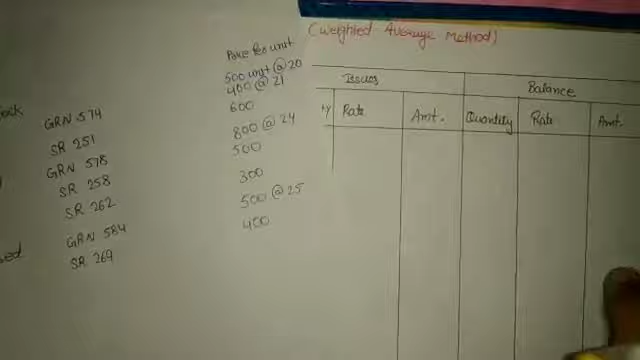 (Weighted Average Method)
Price Per unit
500 unit @ 20
GRN 574 400 @ 21
SR 251 600
GRN 578 800 @ 24
SR 258 500
SR 262 300
GRN 584 500 @ 25
SR 269 400
Issues Balance
ty Rate Amt. Quantity Rate Amt.